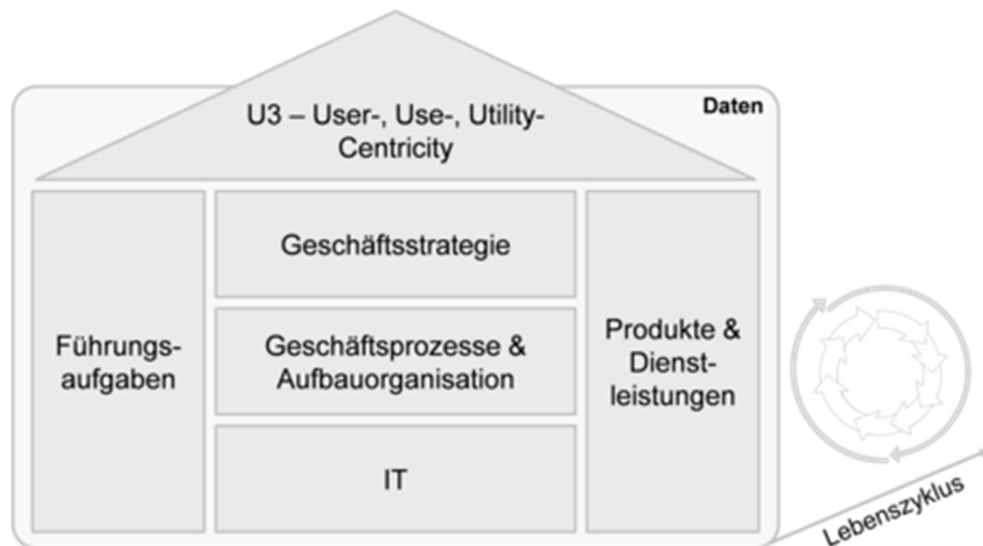 Daten
U3 – User-, Use-, Utility-
Centricity
Führungs-
aufgaben
Geschäftsstrategie
Geschäftsprozesse &
Aufbauorganisation
IT
Produkte &
Dienst-
leistungen
Lebenszyklus